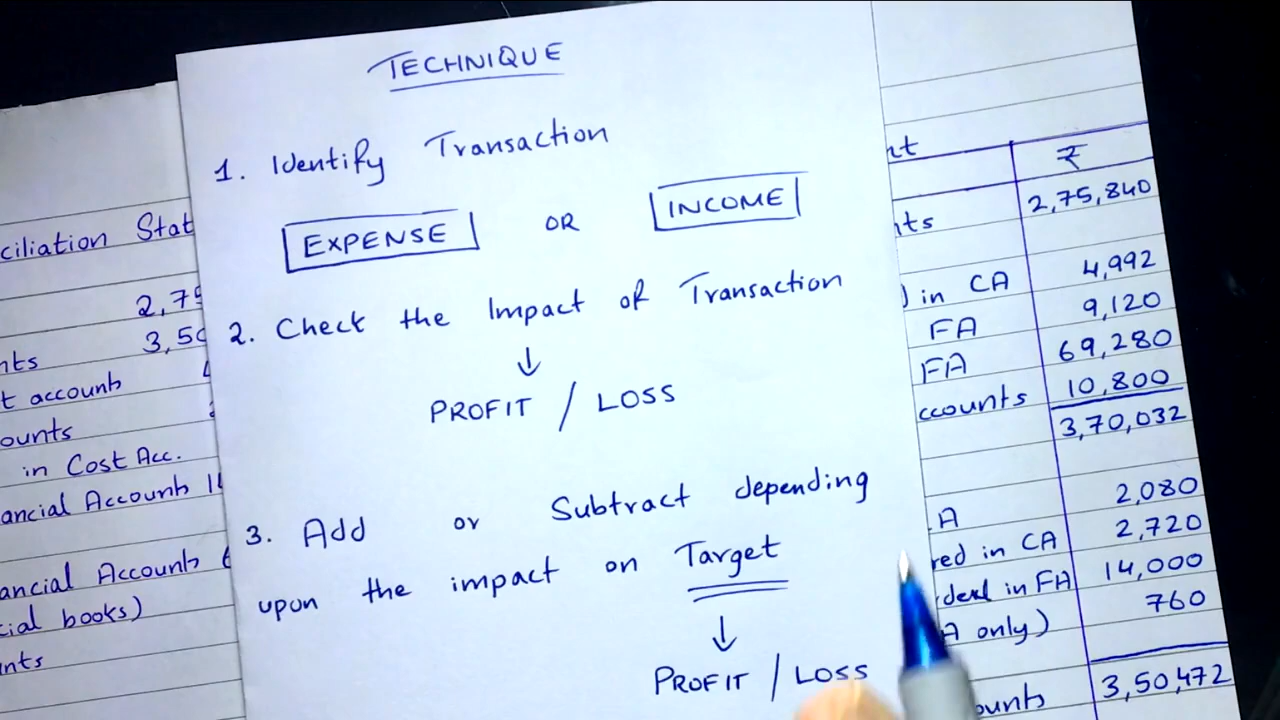 TECHNIQUE
1. Identify Transaction
EXPENSE OR INCOME
2. Check the Impact of Transaction
↓
PROFIT / LOSS
3. Add or Subtract depending
upon the impact on Target
↓
PROFIT / LOSS
ciliation Stat
2,75
3,50
nts
t accounts
ounts
in Cost Acc.
ancial Accounts
ancial Accounts
cial books)
nts
nt ₹
nts 2,75,840
) in CA 4,992
FA 9,120
FA 69,280
ccounts 10,800
3,70,032
A 2,080
red in CA 2,720
ded in FA 14,000
A only) 760
ounts 3,50,472